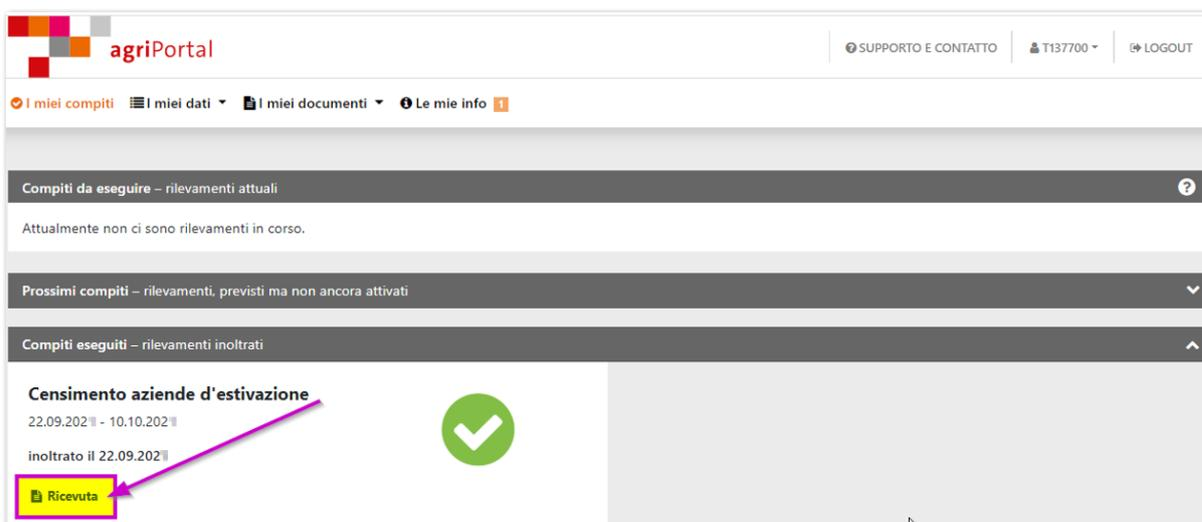 agriPortal
SUPPORTO E CONTATTO T137700 LOGOUT
I miei compiti I miei dati I miei documenti Le mie info 1
Compiti da eseguire – rilevamenti attuali
Attualmente non ci sono rilevamenti in corso.
Prossimi compiti – rilevamenti, previsti ma non ancora attivati
Compiti eseguiti – rilevamenti inoltrati
Censimento aziende d'estivazione
22.09.202 - 10.10.202
inoltrato il 22.09.202
Ricevuta